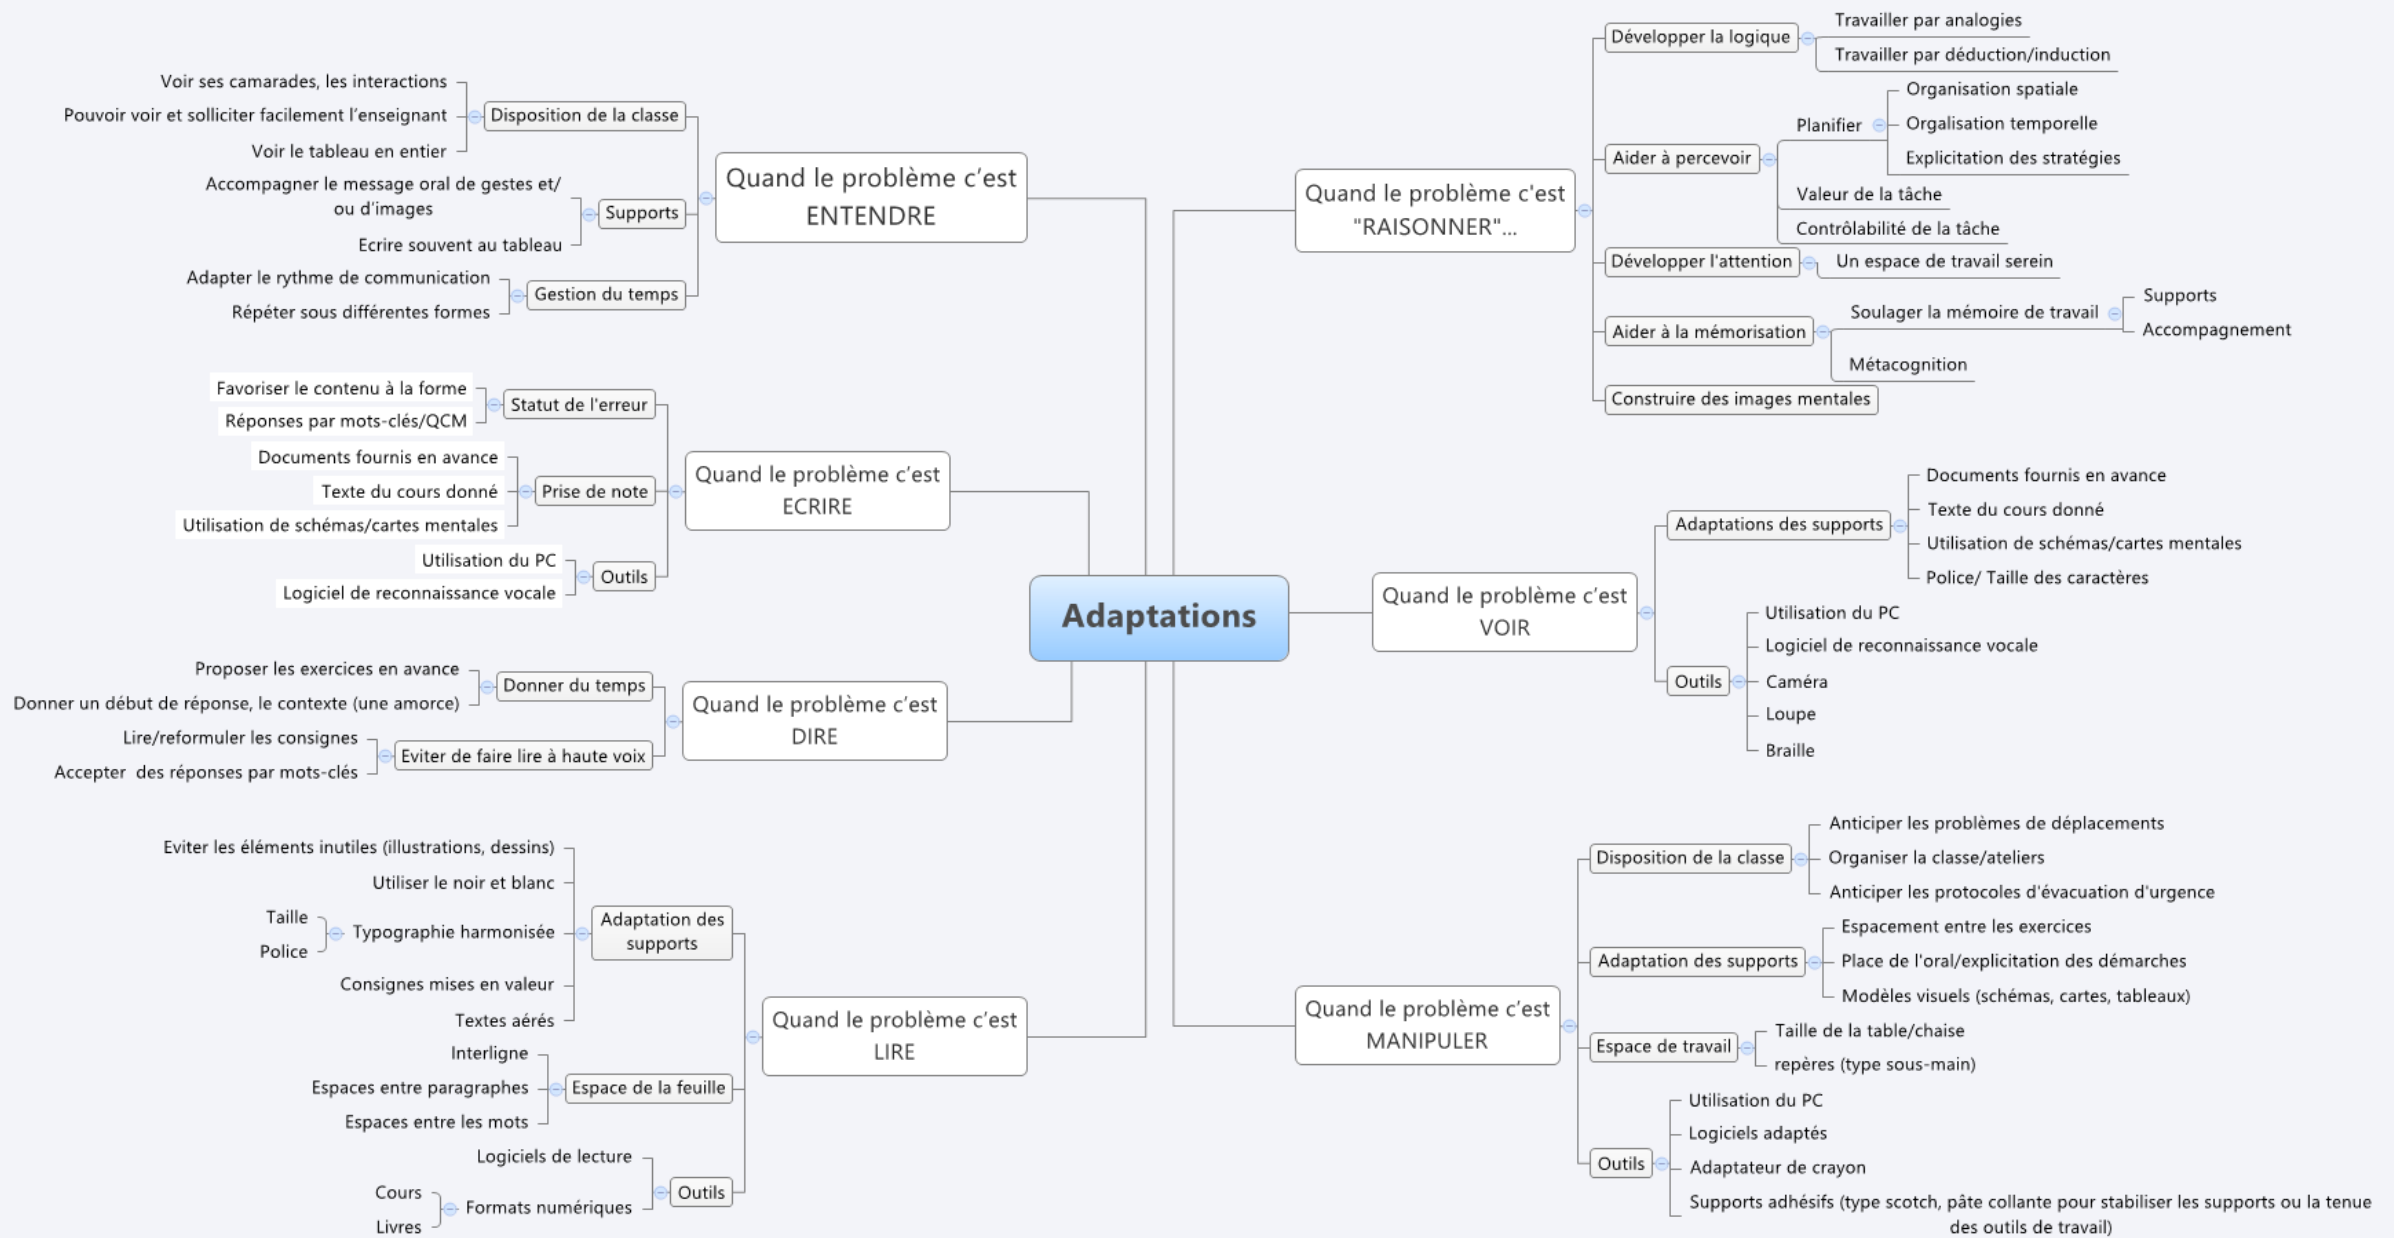 Adaptations
Quand le problème c’est
ENTENDRE
Disposition de la classe
Voir ses camarades, les interactions
Pouvoir voir et solliciter facilement l’enseignant
Voir le tableau en entier
Supports
Accompagner le message oral de gestes et/
ou d'images
Ecrire souvent au tableau
Gestion du temps
Adapter le rythme de communication
Répéter sous différentes formes
Quand le problème c’est
ECRIRE
Statut de l'erreur
Favoriser le contenu à la forme
Réponses par mots-clés/QCM
Prise de note
Documents fournis en avance
Texte du cours donné
Utilisation de schémas/cartes mentales
Outils
Utilisation du PC
Logiciel de reconnaissance vocale
Quand le problème c’est
DIRE
Donner du temps
Proposer les exercices en avance
Donner un début de réponse, le contexte (une amorce)
Eviter de faire lire à haute voix
Lire/reformuler les consignes
Accepter des réponses par mots-clés
Quand le problème c’est
LIRE
Adaptation des
supports
Eviter les éléments inutiles (illustrations, dessins)
Utiliser le noir et blanc
Typographie harmonisée
Taille
Police
Consignes mises en valeur
Textes aérés
Espace de la feuille
Interligne
Espaces entre paragraphes
Espaces entre les mots
Outils
Logiciels de lecture
Formats numériques
Cours
Livres
Quand le problème c'est
"RAISONNER"...
Développer la logique
Travailler par analogies
Travailler par déduction/induction
Aider à percevoir
Planifier
Organisation spatiale
Orgalisation temporelle
Explicitation des stratégies
Valeur de la tâche
Contrôlabilité de la tâche
Développer l'attention
Un espace de travail serein
Aider à la mémorisation
Soulager la mémoire de travail
Supports
Accompagnement
Métacognition
Construire des images mentales
Quand le problème c’est
VOIR
Adaptations des supports
Documents fournis en avance
Texte du cours donné
Utilisation de schémas/cartes mentales
Police/ Taille des caractères
Outils
Utilisation du PC
Logiciel de reconnaissance vocale
Caméra
Loupe
Braille
Quand le problème c’est
MANIPULER
Disposition de la classe
Anticiper les problèmes de déplacements
Organiser la classe/ateliers
Anticiper les protocoles d'évacuation d'urgence
Adaptation des supports
Espacement entre les exercices
Place de l'oral/explicitation des démarches
Modèles visuels (schémas, cartes, tableaux)
Espace de travail
Taille de la table/chaise
repères (type sous-main)
Outils
Utilisation du PC
Logiciels adaptés
Adaptateur de crayon
Supports adhésifs (type scotch, pâte collante pour stabiliser les supports ou la tenue
des outils de travail)